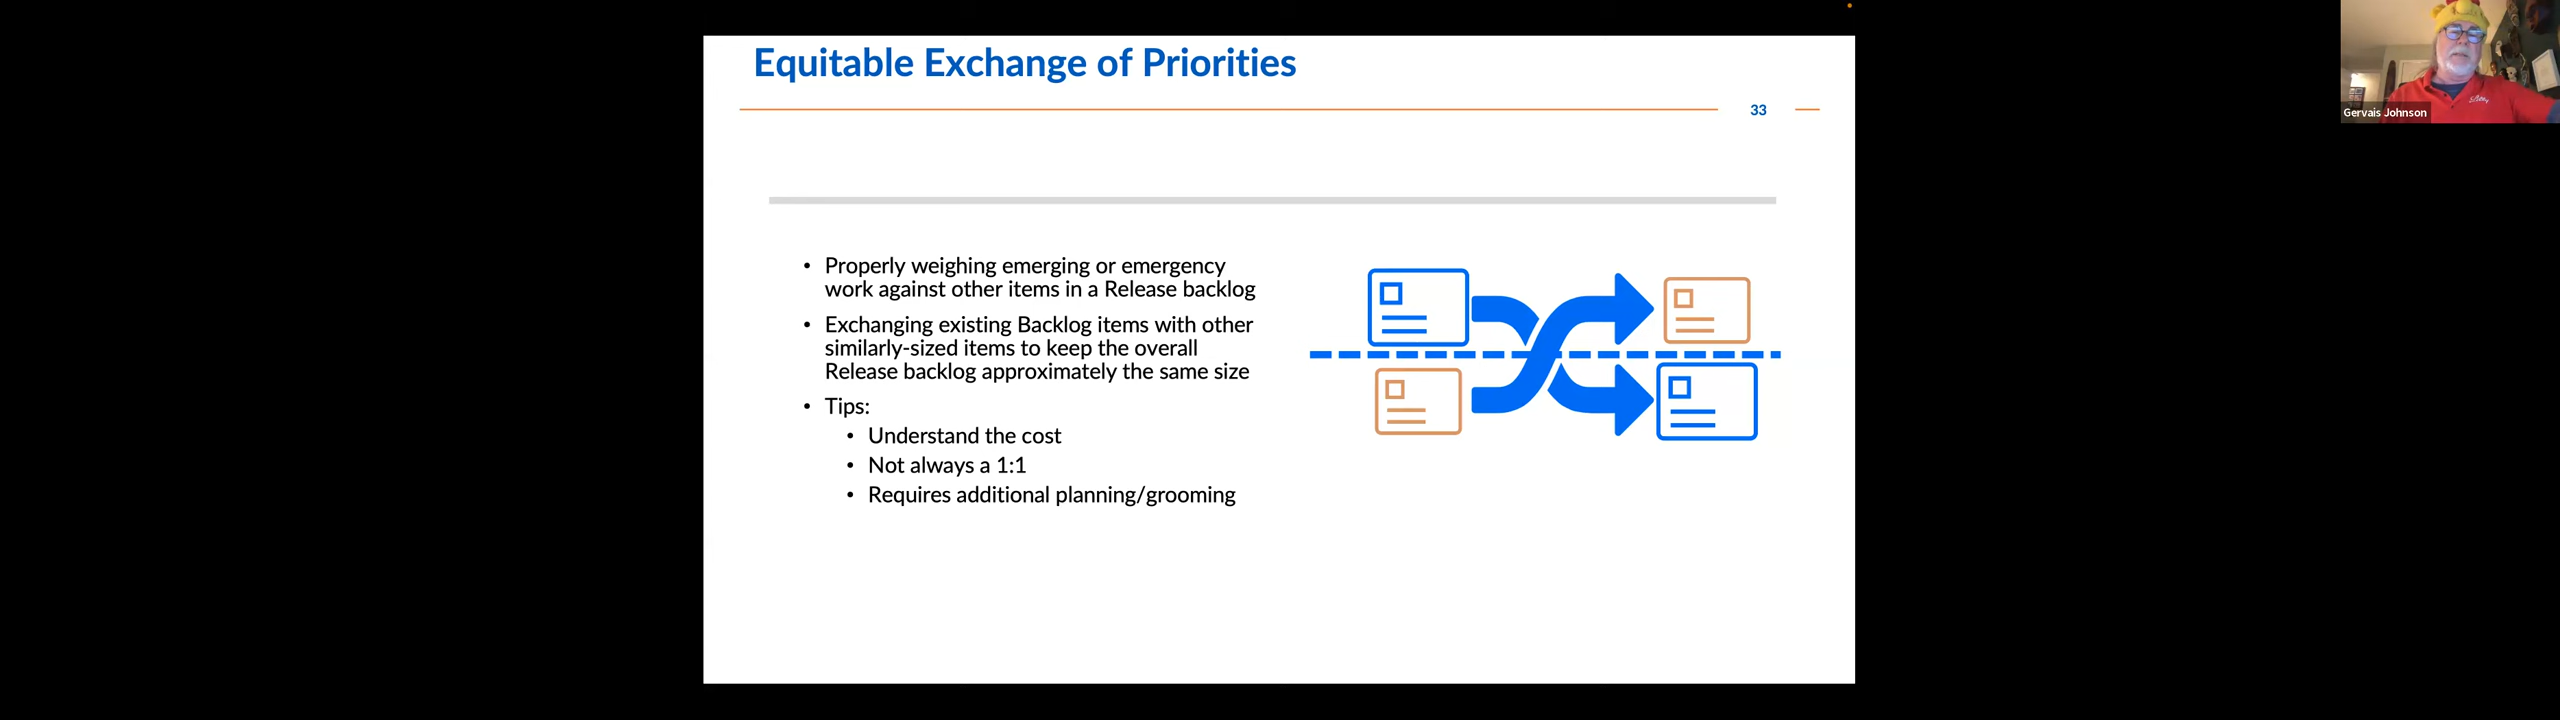 Equitable Exchange of Priorities
33
• Properly weighing emerging or emergency
work against other items in a Release backlog
• Exchanging existing Backlog items with other
similarly-sized items to keep the overall
Release backlog approximately the same size
• Tips:
• Understand the cost
• Not always a 1:1
• Requires additional planning/grooming
Gervais Johnson